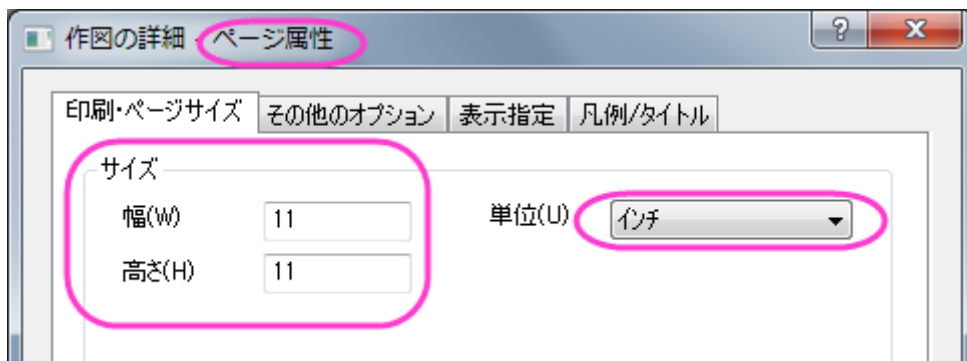 作図の詳細 - ページ属性
?
印刷・ページサイズ その他のオプション 表示指定 凡例/タイトル
サイズ
幅(W) 11 単位(U) インチ
高さ(H) 11